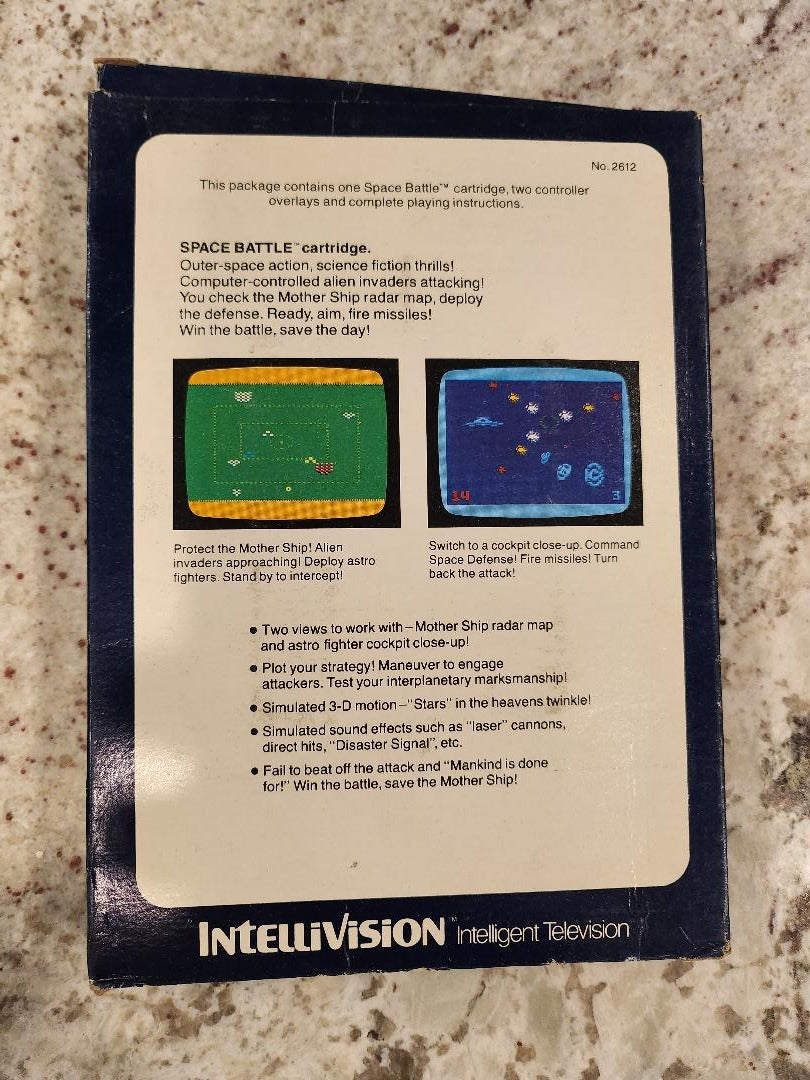 No. 2612
This package contains one Space Battle™ cartridge, two controller
overlays and complete playing instructions.
SPACE BATTLE™ cartridge.
Outer-space action, science fiction thrills!
Computer-controlled alien invaders attacking!
You check the Mother Ship radar map, deploy
the defense. Ready, aim, fire missiles!
Win the battle, save the day!
14
3
Protect the Mother Ship! Alien
invaders approaching! Deploy astro
fighters. Stand by to intercept!
Switch to a cockpit close-up. Command
Space Defense! Fire missiles! Turn
back the attack!
● Two views to work with–Mother Ship radar map
and astro fighter cockpit close-up!
● Plot your strategy! Maneuver to engage
attackers. Test your interplanetary marksmanship!
● Simulated 3-D motion–"Stars" in the heavens twinkle!
● Simulated sound effects such as "laser" cannons,
direct hits, "Disaster Signal", etc.
● Fail to beat off the attack and "Mankind is done
for!" Win the battle, save the Mother Ship!
INTELLIVISION™ Intelligent Television